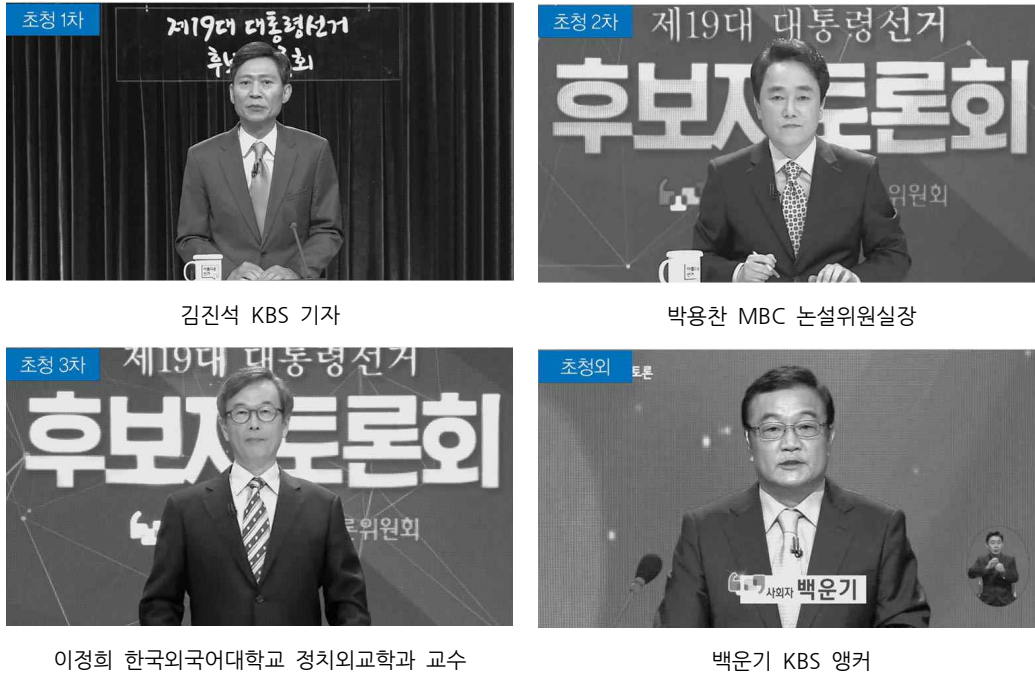 초청 1차
제19대 대통령선거
초청 2차
제19대 대통령선거
후보자토론회
위원회
김진석 KBS 기자
박용찬 MBC 논설위원실장
초청 3차
제19대 대통령선거
후보자토론회
론위원회
초청외
토론
사회자 백운기
이정희 한국외국어대학교 정치외교학과 교수
백운기 KBS 앵커